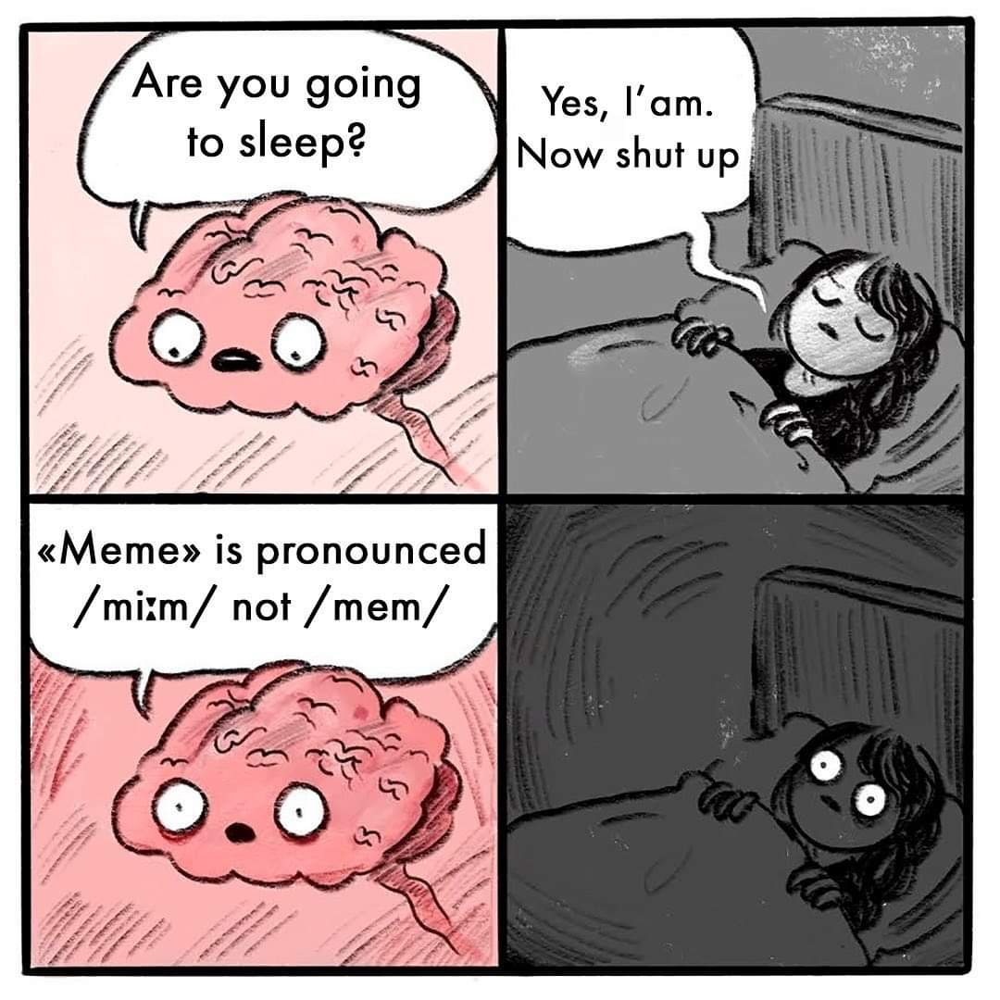 Are you going
to sleep?
Yes, I'am.
Now shut up
«Meme» is pronounced
/miːm/ not /mem/